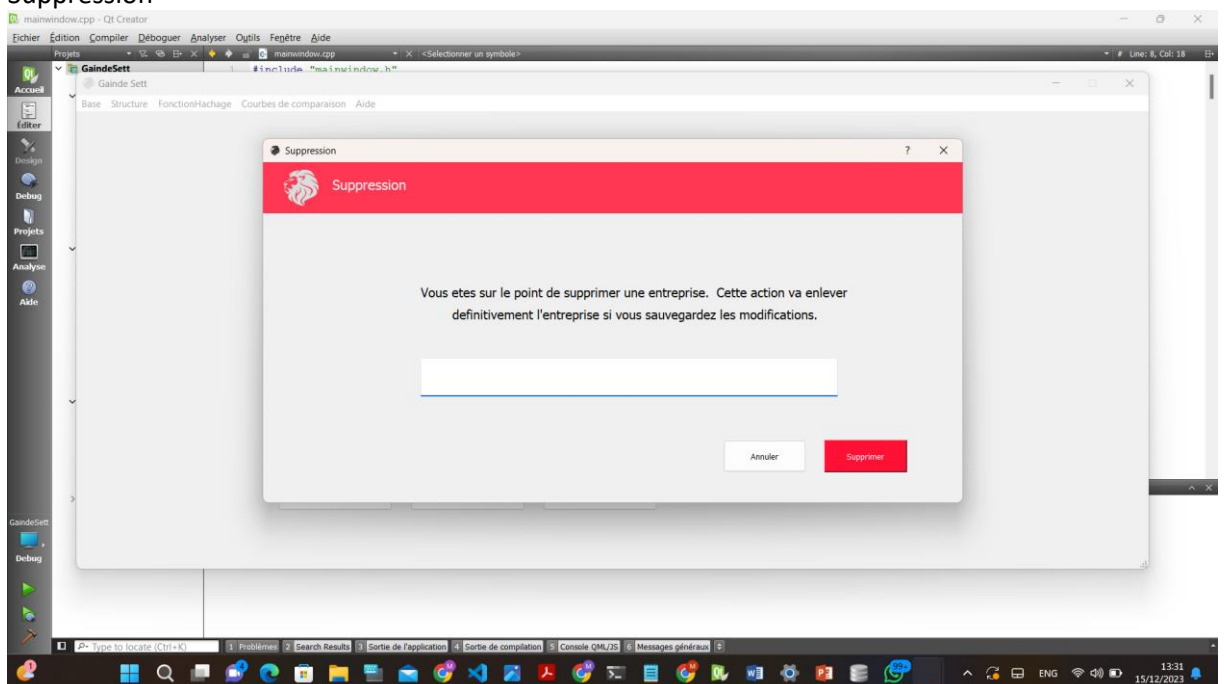 Suppression
mainwindow.cpp - Qt Creator
Fichier Édition Compiler Déboguer Analyser Outils Fenêtre Aide
Projets mainwindow.cpp <Selectionner un symbole> # Line: 8, Col: 18
GaindeSett 1 #include "mainwindow.h"
Accueil
Gainde Sett
Base Structure FonctionHachage Courbes de comparaison Aide
Éditer
Design
Debug
Projets
Analyse
Aide
Suppression ?
Suppression
Vous etes sur le point de supprimer une entreprise. Cette action va enlever
definitivement l'entreprise si vous sauvegardez les modifications.
Annuler Supprimer
GaindeSett
Debug
Type to locate (Ctrl+K) 1 Problèmes 2 Search Results 3 Sortie de l'application 4 Sortie de compilation 5 Console QML/JS 6 Messages généraux
99+ ENG 13:31
15/12/2023